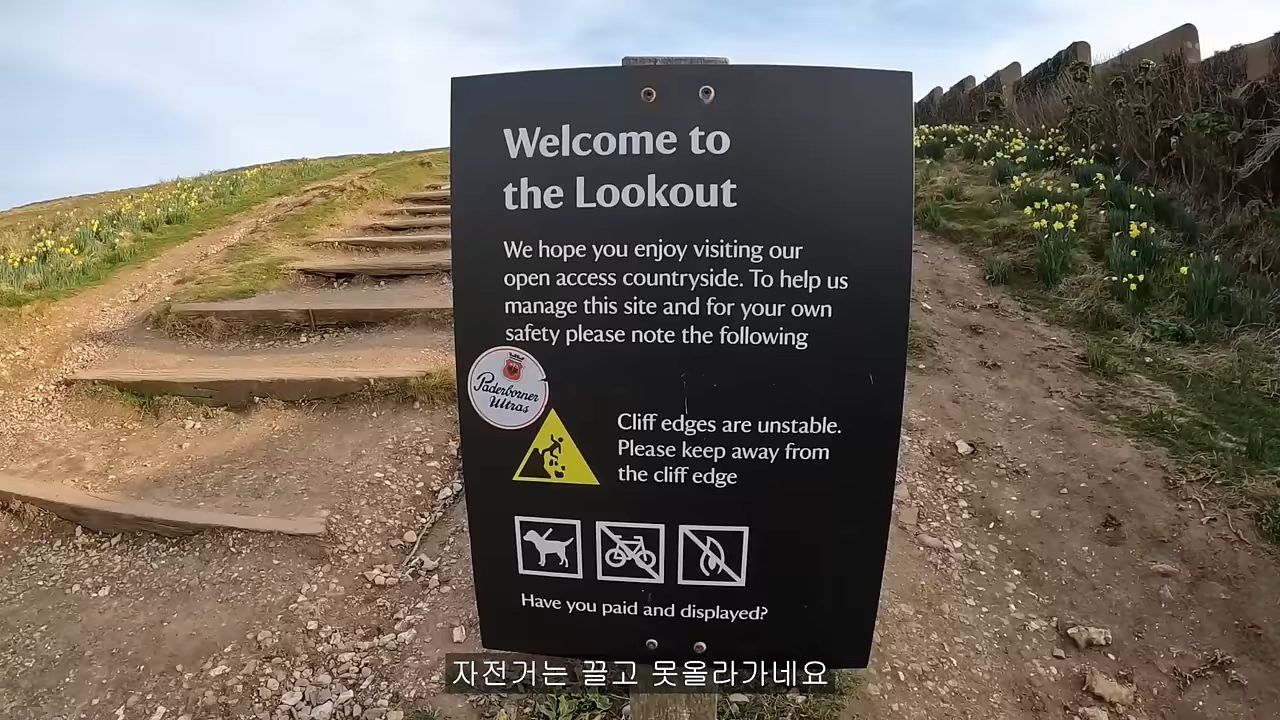 Welcome to
the Lookout
We hope you enjoy visiting our
open access countryside. To help us
manage this site and for your own
safety please note the following
Paderborner
Ultras
Cliff edges are unstable.
Please keep away from
the cliff edge
Have you paid and displayed?
자전거는 끌고 못올라가네요